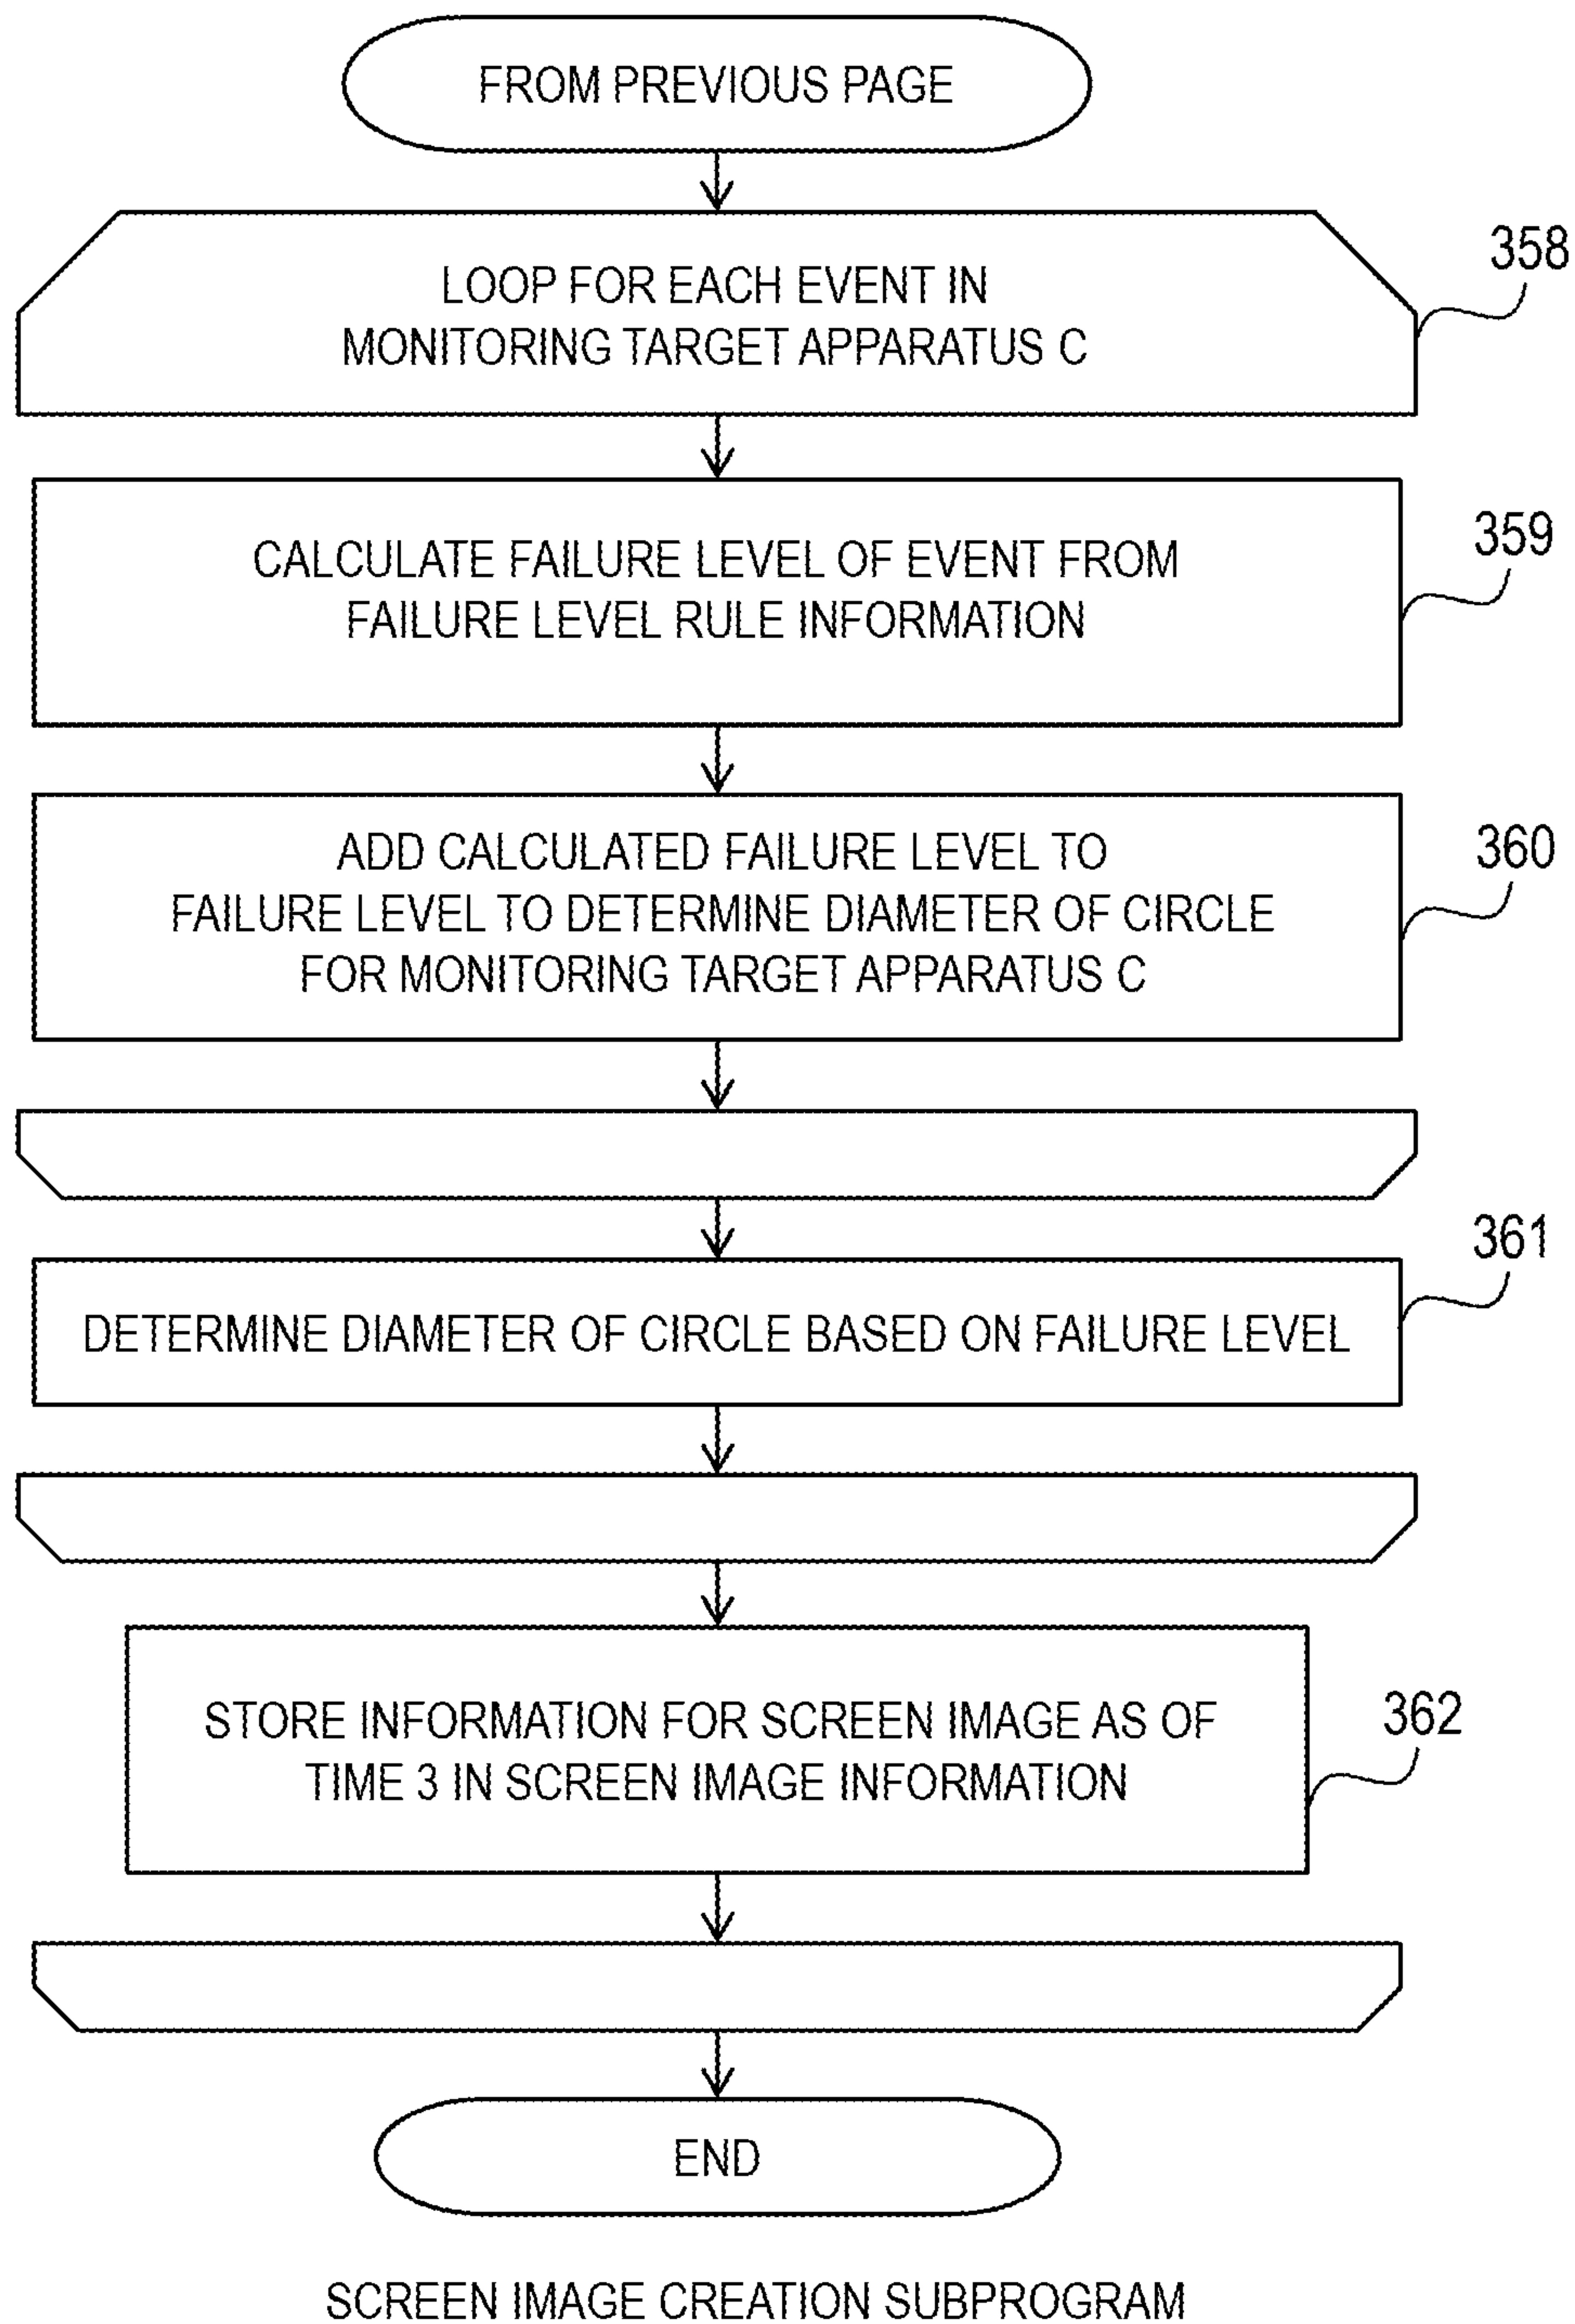 FROM PREVIOUS PAGE
LOOP FOR EACH EVENT IN
MONITORING TARGET APPARATUS C
358
CALCULATE FAILURE LEVEL OF EVENT FROM
FAILURE LEVEL RULE INFORMATION
359
ADD CALCULATED FAILURE LEVEL TO
FAILURE LEVEL TO DETERMINE DIAMETER OF CIRCLE
FOR MONITORING TARGET APPARATUS C
360
DETERMINE DIAMETER OF CIRCLE BASED ON FAILURE LEVEL
361
STORE INFORMATION FOR SCREEN IMAGE AS OF
TIME 3 IN SCREEN IMAGE INFORMATION
362
END
SCREEN IMAGE CREATION SUBPROGRAM